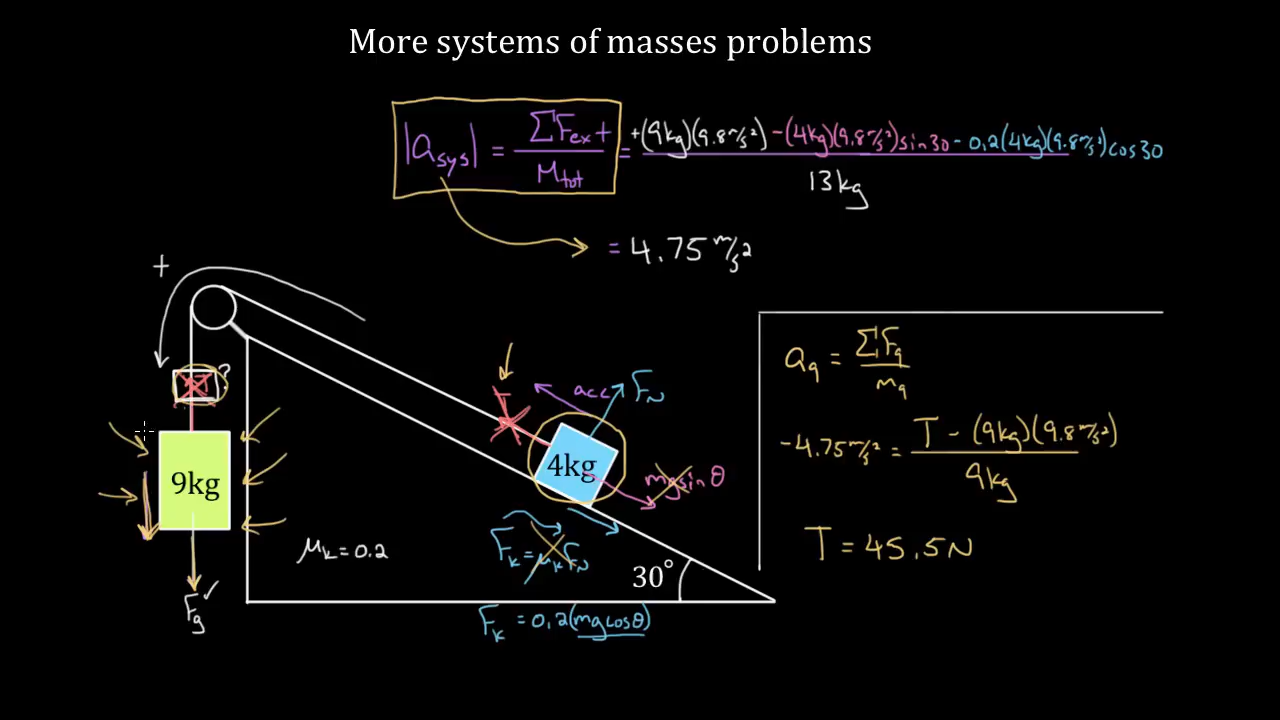 More systems of masses problems
|a_sys| = ΣF_ext / M_tot = +(9kg)(9.8m/s²) -(4kg)(9.8m/s²)sin30 - 0.2(4kg)(9.8m/s²)cos30 / 13kg
= 4.75 m/s²
+
?
T
acc
F_N
4kg
mg sin θ
9kg
μ_k = 0.2
F_k = μ_k F_N
30°
F_g ✓
F_k = 0.2(mg cosθ)
a_9 = ΣF_9 / m_9
-4.75 m/s² = T - (9kg)(9.8m/s²) / 9kg
T = 45.5N